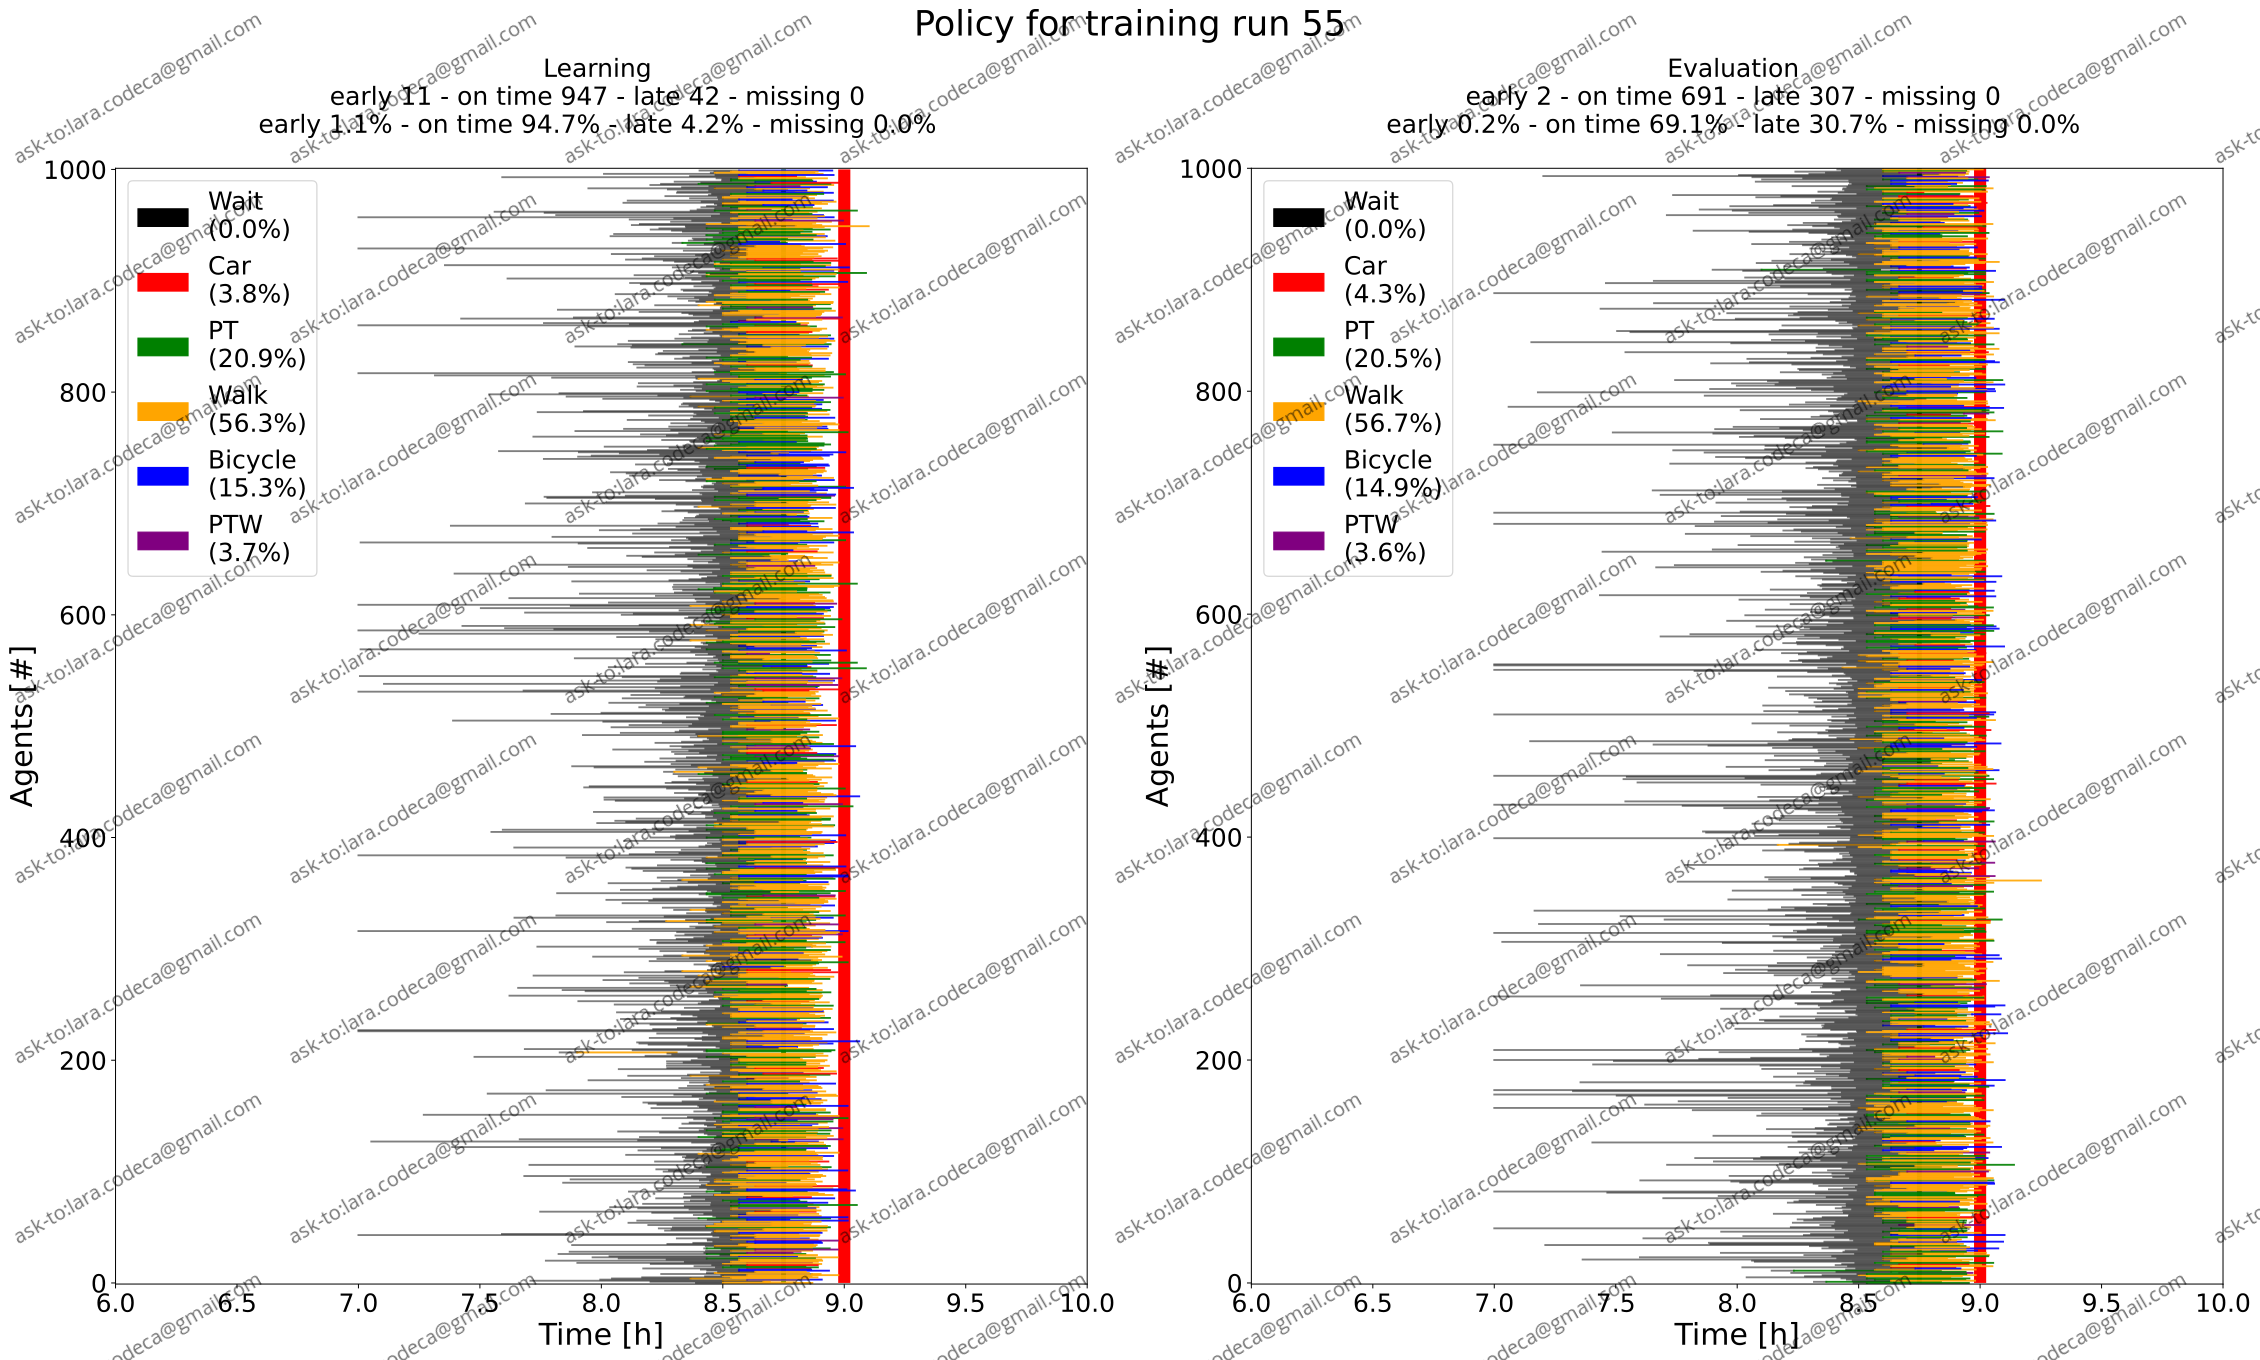 Policy for training run 55
Learning
early 11 - on time 947 - late 42 - missing 0
early 1.1% - on time 94.7% - late 4.2% - missing 0.0%
1000
800
600
400
200
0
Agents [#]
Wait
(0.0%)
Car
(3.8%)
PT
(20.9%)
Walk
(56.3%)
Bicycle
(15.3%)
PTW
(3.7%)
6.0 6.5 7.0 7.5 8.0 8.5 9.0 9.5 10.0
Time [h]
Evaluation
early 2 - on time 691 - late 307 - missing 0
early 0.2% - on time 69.1% - late 30.7% - missing 0.0%
1000
800
600
400
200
0
Agents [#]
Wait
(0.0%)
Car
(4.3%)
PT
(20.5%)
Walk
(56.7%)
Bicycle
(14.9%)
PTW
(3.6%)
6.0 6.5 7.0 7.5 8.0 8.5 9.0 9.5 10.0
Time [h]
ask-to:lara.codeca@gmail.com